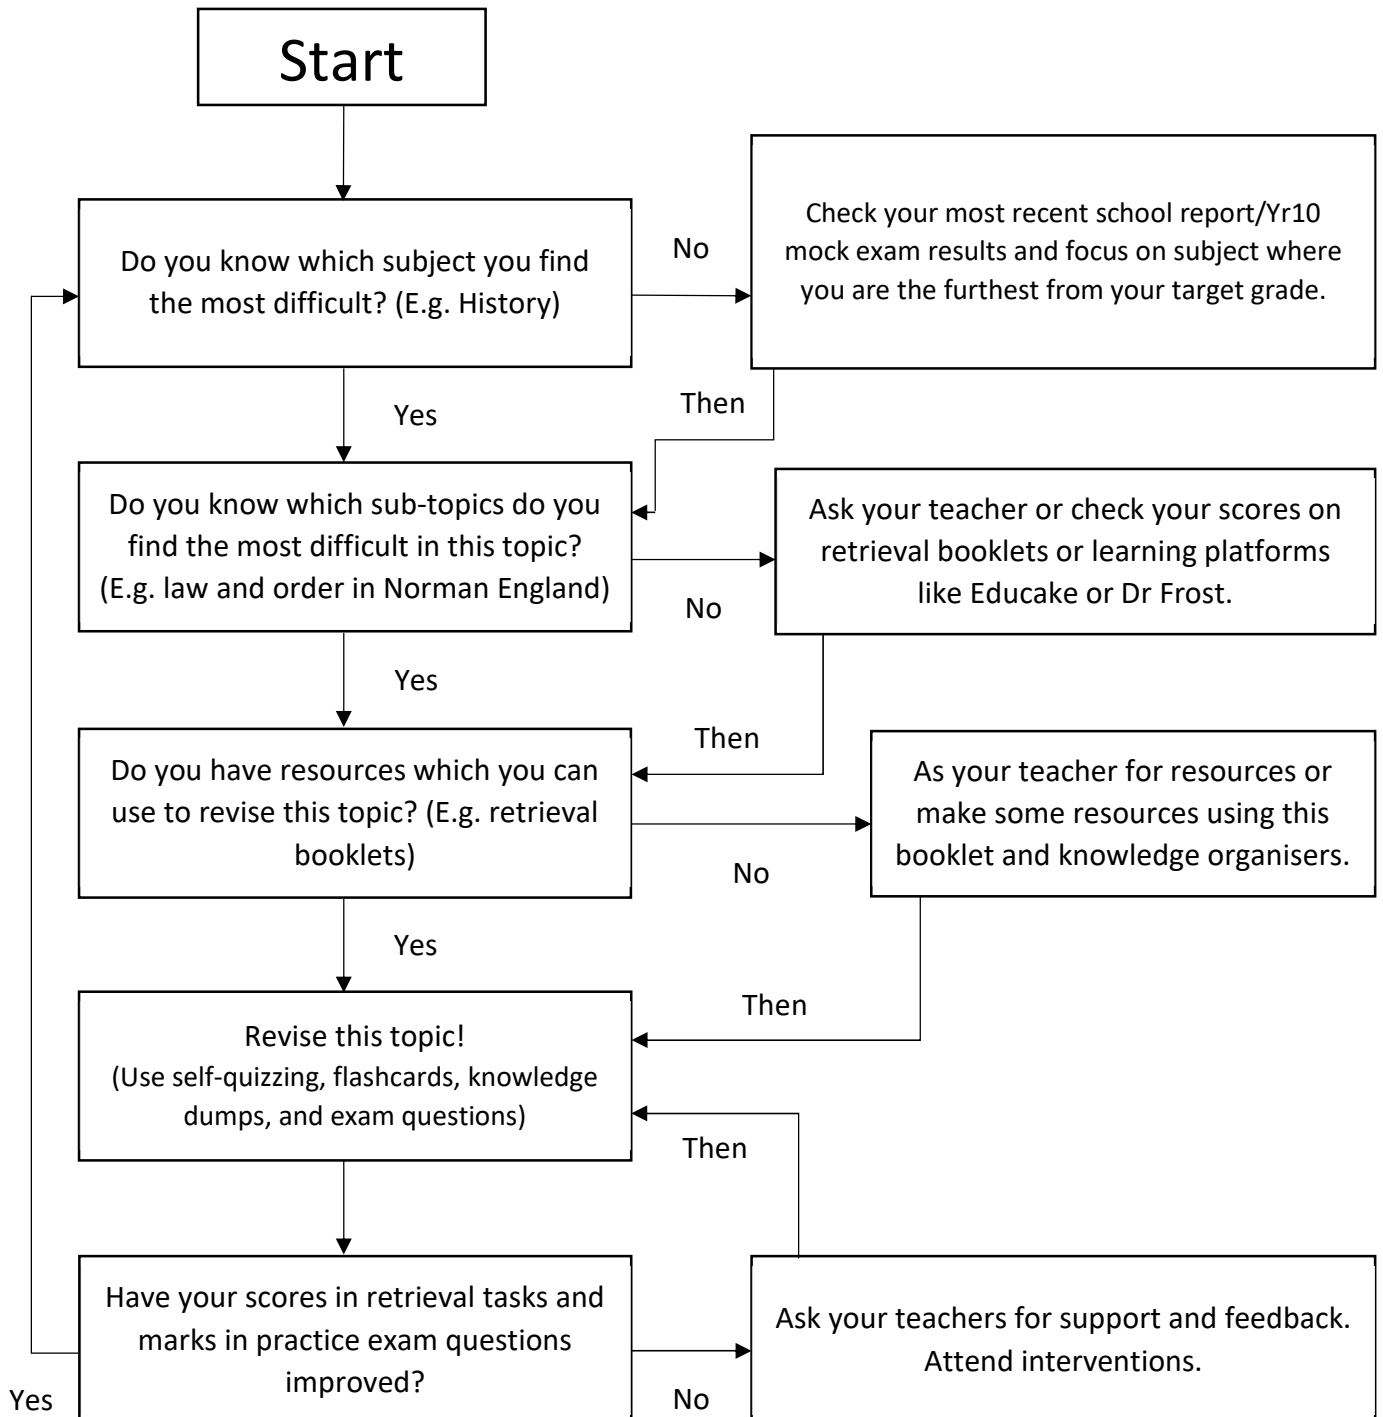 Start
Do you know which subject you find
the most difficult? (E.g. History)
No
Check your most recent school report/Yr10
mock exam results and focus on subject where
you are the furthest from your target grade.
Yes
Then
Do you know which sub-topics do you
find the most difficult in this topic?
(E.g. law and order in Norman England)
No
Ask your teacher or check your scores on
retrieval booklets or learning platforms
like Educake or Dr Frost.
Yes
Then
Do you have resources which you can
use to revise this topic? (E.g. retrieval
booklets)
No
As your teacher for resources or
make some resources using this
booklet and knowledge organisers.
Yes
Then
Revise this topic!
(Use self-quizzing, flashcards, knowledge
dumps, and exam questions)
Then
Have your scores in retrieval tasks and
marks in practice exam questions
improved?
Yes
No
Ask your teachers for support and feedback.
Attend interventions.